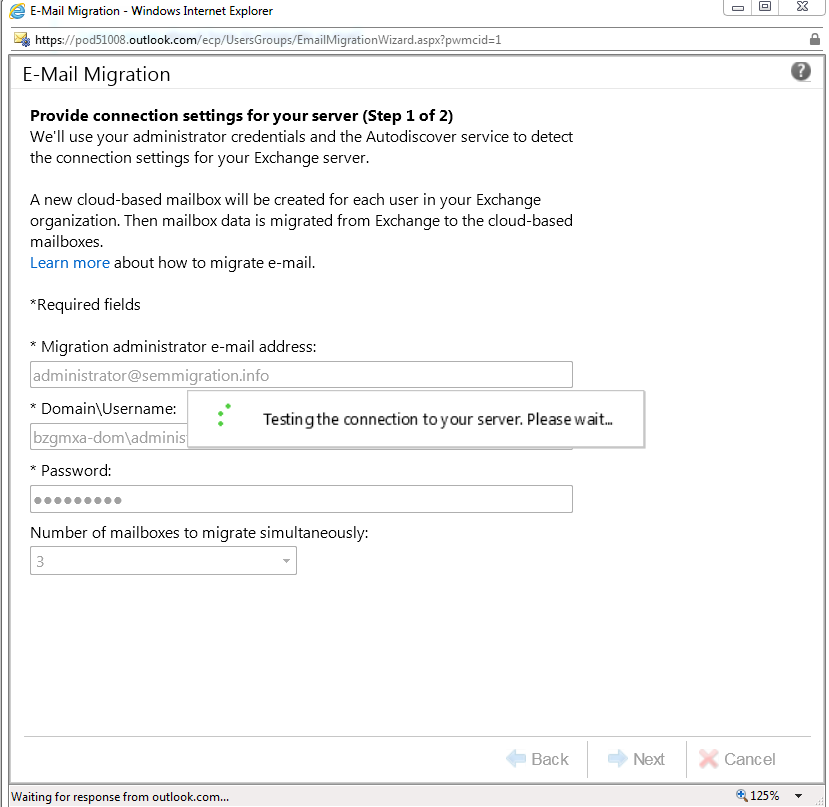 E-Mail Migration - Windows Internet Explorer
https://pod51008.outlook.com/ecp/UsersGroups/EmailMigrationWizard.aspx?pwmcid=1
E-Mail Migration
?
Provide connection settings for your server (Step 1 of 2)
We'll use your administrator credentials and the Autodiscover service to detect
the connection settings for your Exchange server.
A new cloud-based mailbox will be created for each user in your Exchange
organization. Then mailbox data is migrated from Exchange to the cloud-based
mailboxes.
Learn more about how to migrate e-mail.
*Required fields
* Migration administrator e-mail address:
administrator@semmigration.info
* Domain\Username:
Testing the connection to your server. Please wait...
bzgmxa-dom\adminis
* Password:
●●●●●●●●●
Number of mailboxes to migrate simultaneously:
3
Back Next Cancel
Waiting for response from outlook.com... 125%